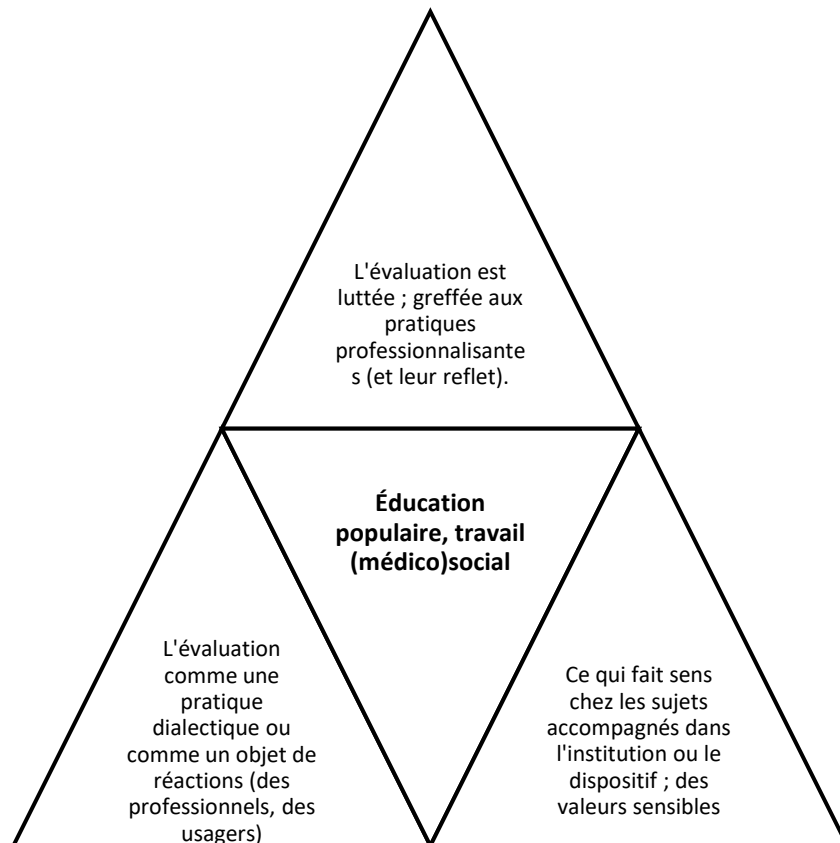 L'évaluation est
luttée ; greffée aux
pratiques
professionnalisante
s (et leur reflet).
Éducation
populaire, travail
(médico)social
L'évaluation
comme une
pratique
dialectique ou
comme un objet de
réactions (des
professionnels, des
usagers)
Ce qui fait sens
chez les sujets
accompagnés dans
l'institution ou le
dispositif ; des
valeurs sensibles